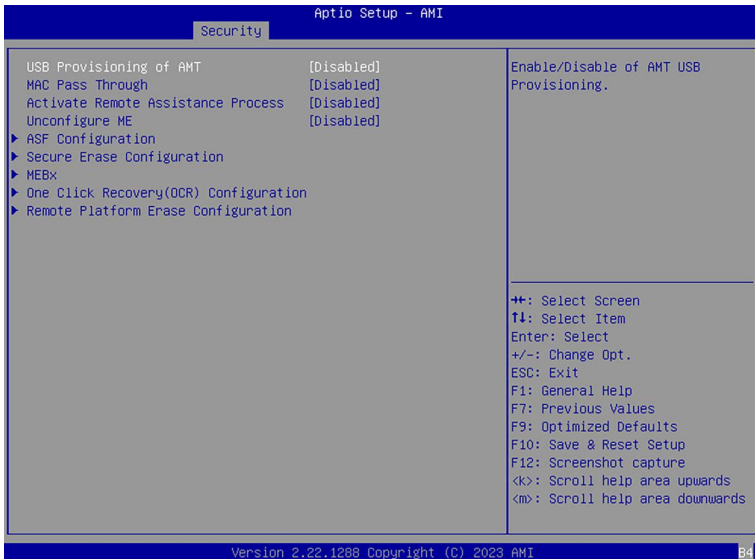 Aptio Setup – AMI
Security
USB Provisioning of AMT [Disabled]
MAC Pass Through [Disabled]
Activate Remote Assistance Process [Disabled]
Unconfigure ME [Disabled]
▶ ASF Configuration
▶ Secure Erase Configuration
▶ MEBx
▶ One Click Recovery(OCR) Configuration
▶ Remote Platform Erase Configuration
Enable/Disable of AMT USB
Provisioning.
→←: Select Screen
↑↓: Select Item
Enter: Select
+/-: Change Opt.
ESC: Exit
F1: General Help
F7: Previous Values
F9: Optimized Defaults
F10: Save & Reset Setup
F12: Screenshot capture
<k>: Scroll help area upwards
<m>: Scroll help area downwards
Version 2.22.1288 Copyright (C) 2023 AMI
B4